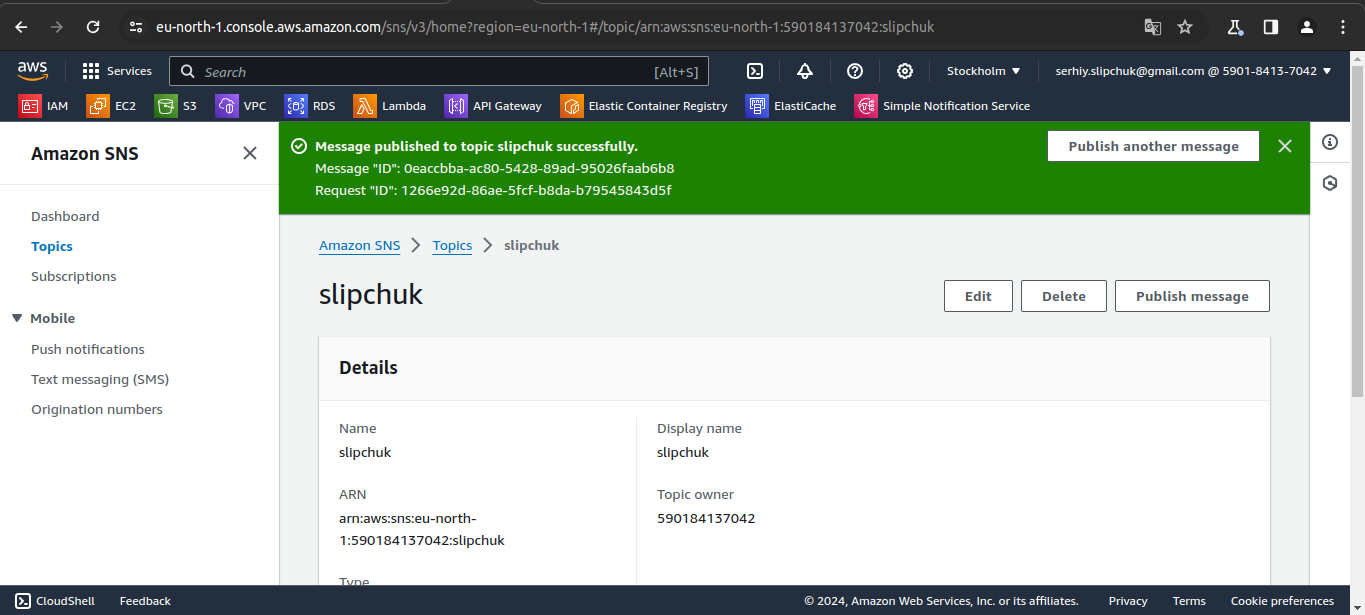 eu-north-1.console.aws.amazon.com/sns/v3/home?region=eu-north-1#/topic/arn:aws:sns:eu-north-1:590184137042:slipchuk
aws Services Search [Alt+S] Stockholm serhiy.slipchuk@gmail.com @ 5901-8413-7042
IAM EC2 S3 VPC RDS Lambda API Gateway Elastic Container Registry ElastiCache Simple Notification Service
Amazon SNS
Dashboard
Topics
Subscriptions
Mobile
Push notifications
Text messaging (SMS)
Origination numbers
Message published to topic slipchuk successfully.
Message "ID": 0eaccbba-ac80-5428-89ad-95026faab6b8
Request "ID": 1266e92d-86ae-5fcf-b8da-b79545843d5f
Publish another message
Amazon SNS Topics slipchuk
slipchuk
Edit Delete Publish message
Details
Name
slipchuk
ARN
arn:aws:sns:eu-north-
1:590184137042:slipchuk
Type
Display name
slipchuk
Topic owner
590184137042
CloudShell Feedback © 2024, Amazon Web Services, Inc. or its affiliates. Privacy Terms Cookie preferences